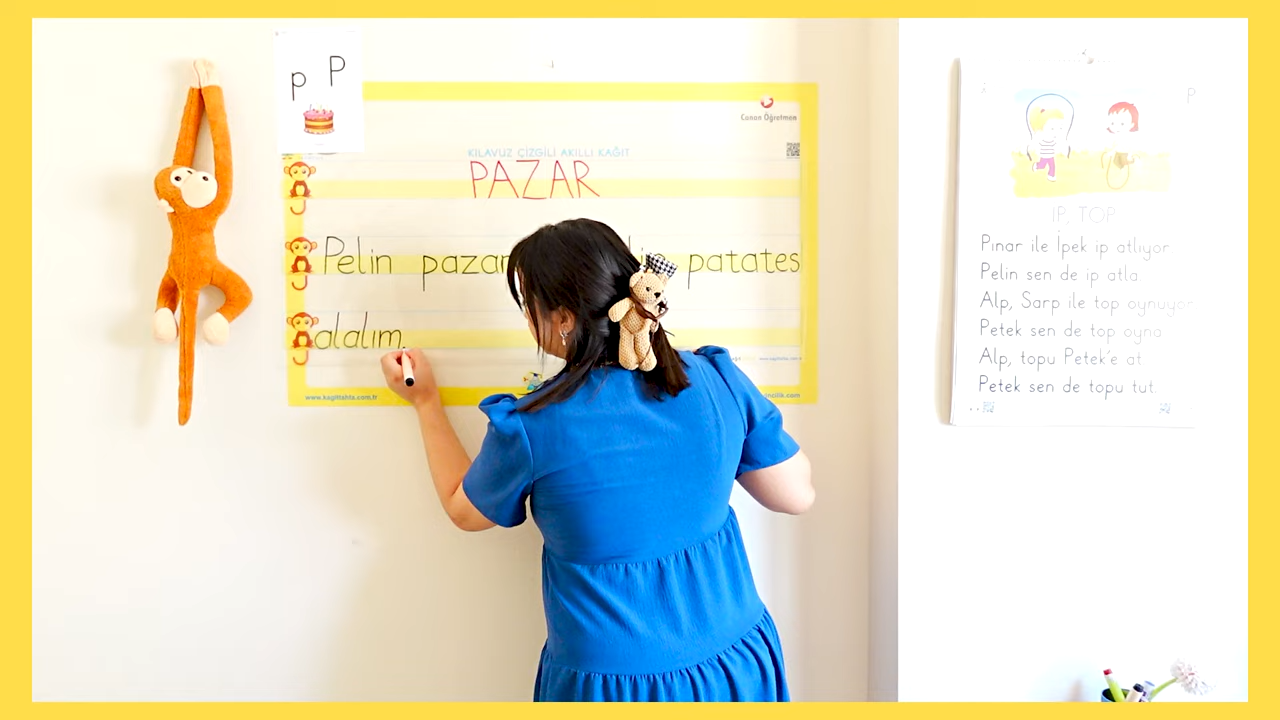 p P
Canan Öğretmen
KILAVUZ ÇİZGİLİ AKILLI KAĞIT
PAZAR
Pelin pazar patates
alalım.
www.kagittahta.com.tr
P
İP, TOP
Pınar ile İpek ip atlıyor
Pelin sen de ip atla.
Alp, Sarp ile top oynuyor
Petek sen de top oyna
Alp, topu Petek'e at
Petek sen de topu tut.